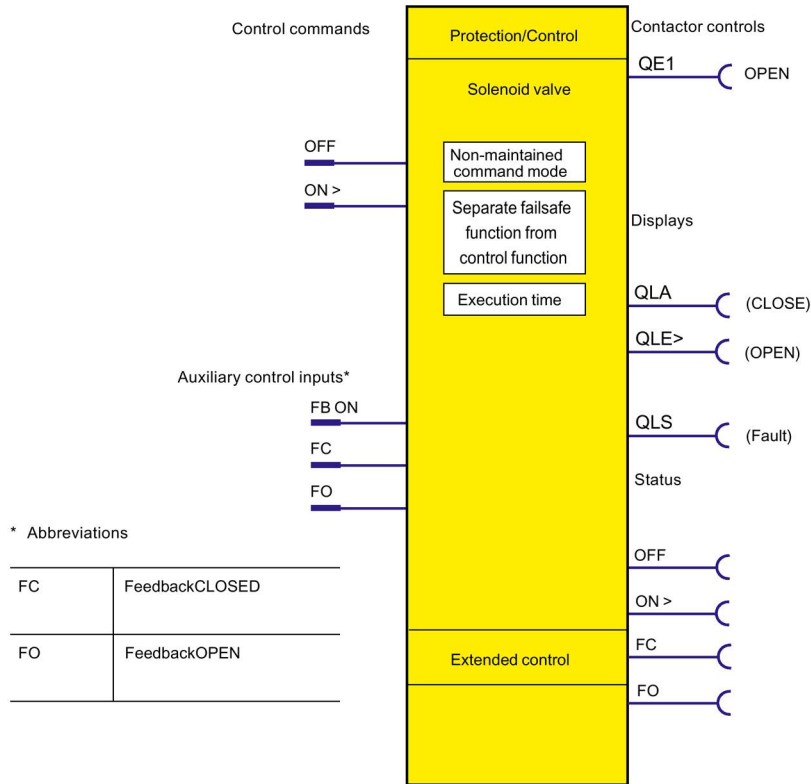 Control commands
Protection/Control
Contactor controls
QE1
OPEN
Solenoid valve
OFF
Non-maintained
command mode
ON >
Separate failsafe
function from
control function
Displays
Execution time
QLA
(CLOSE)
QLE>
(OPEN)
Auxiliary control inputs*
FB ON
QLS
(Fault)
FC
Status
FO
* Abbreviations
OFF
FC FeedbackCLOSED
ON >
FO FeedbackOPEN
Extended control
FC
FO